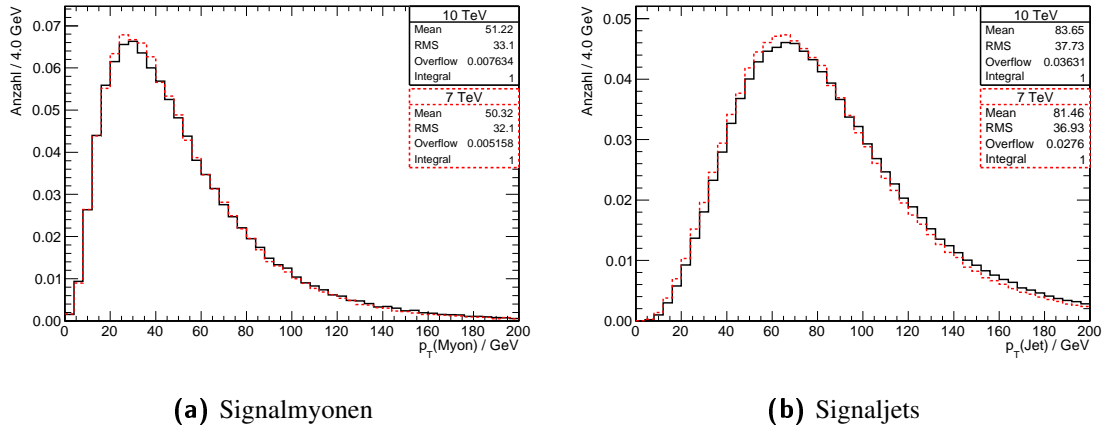 Anzahl / 4.0 GeV
0.07
0.06
0.05
0.04
0.03
0.02
0.01
0.00
0 20 40 60 80 100 120 140 160 180 200
p_T(Myon) / GeV
10 TeV
Mean 51.22
RMS 33.1
Overflow 0.007634
Integral 1
7 TeV
Mean 50.32
RMS 32.1
Overflow 0.005158
Integral 1
(a) Signalmyonen
Anzahl / 4.0 GeV
0.05
0.04
0.03
0.02
0.01
0.00
0 20 40 60 80 100 120 140 160 180 200
p_T(Jet) / GeV
10 TeV
Mean 83.65
RMS 37.73
Overflow 0.03631
Integral 1
7 TeV
Mean 81.46
RMS 36.93
Overflow 0.0276
Integral 1
(b) Signaljets